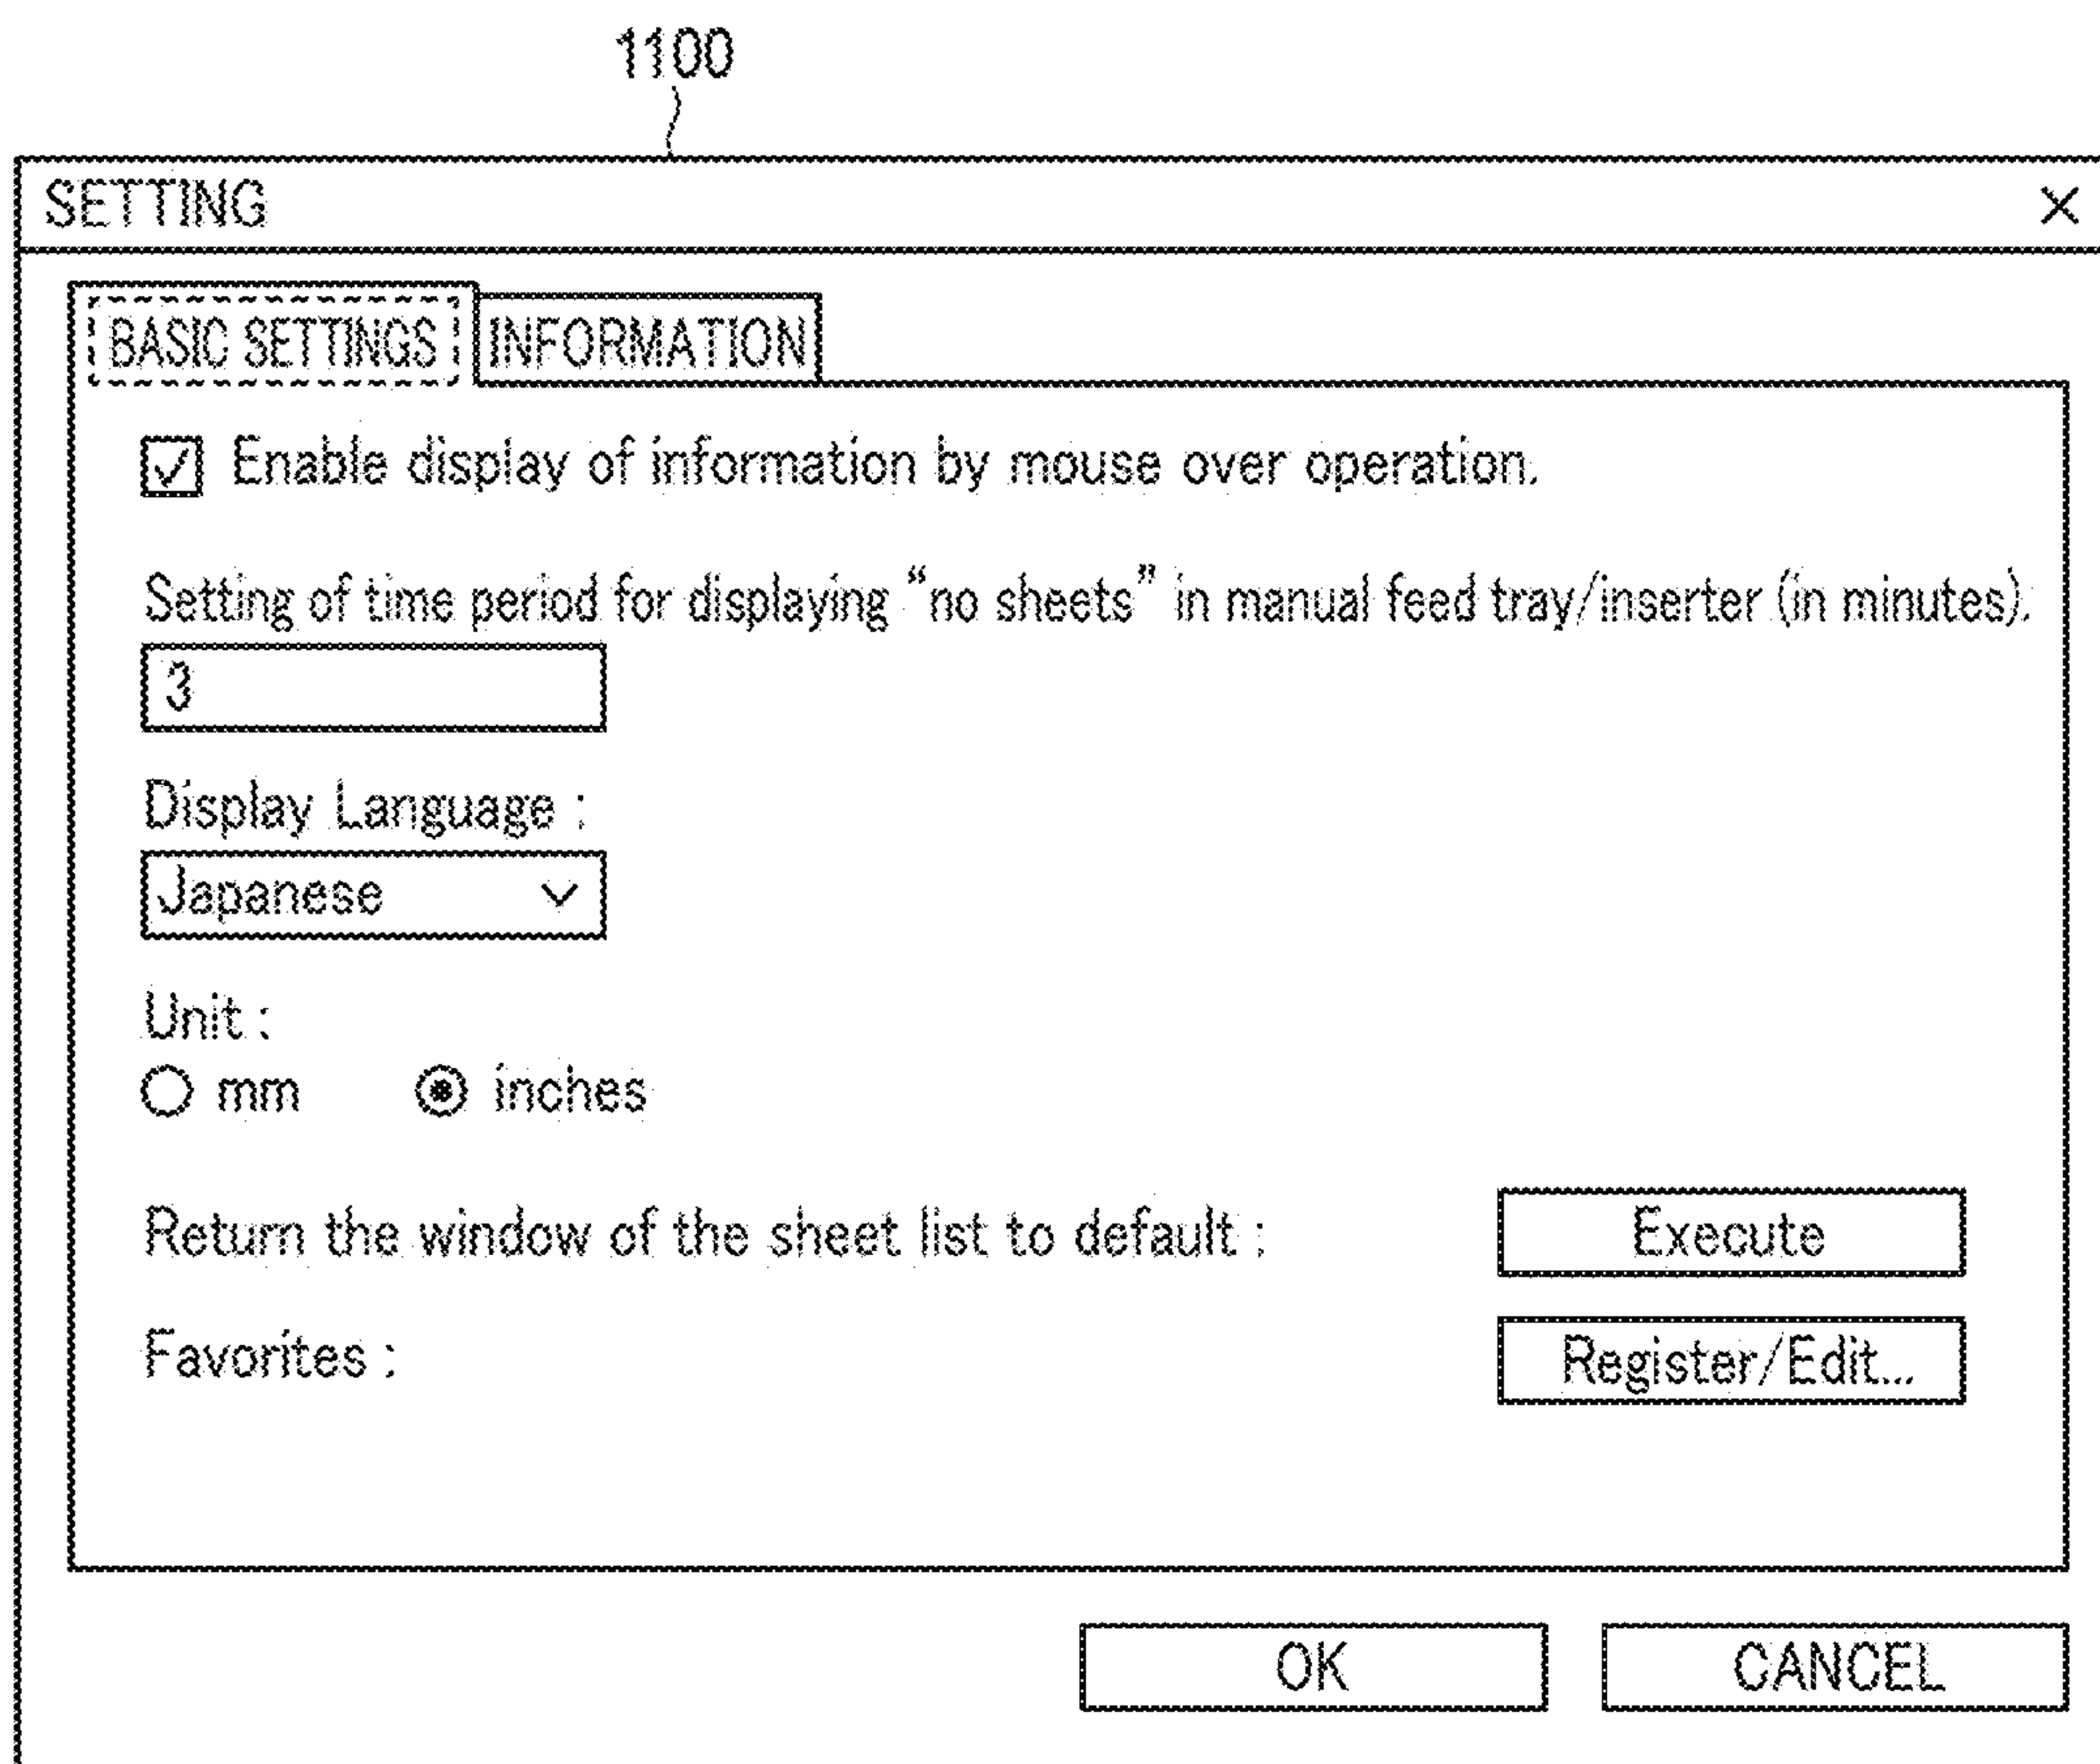 1100
SETTING ×
BASIC SETTINGS INFORMATION
Enable display of information by mouse over operation.
Setting of time period for displaying “no sheets” in manual feed tray/inserter (in minutes).
3
Display Language :
Japanese
Unit :
mm inches
Return the window of the sheet list to default : Execute
Favorites : Register/Edit...
OK CANCEL